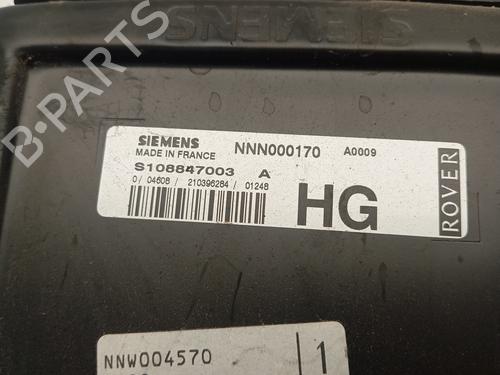 SIEMENS
SIEMENS NNN000170 A0009
MADE IN FRANCE
S108847003 A
0/ 04608 / 210396284 / 01248
HG
ROVER
NNW004570
1
B-PARTS